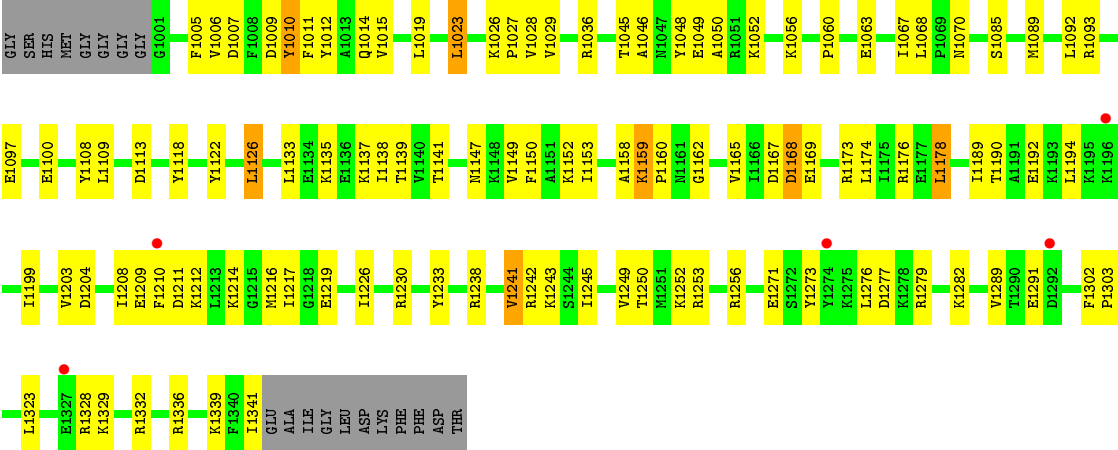 GLY SER HIS MET GLY GLY GLY GLY G1001 F1005 V1006 D1007 F1008 D1009 Y1010 F1011 Y1012 A1013 Q1014 V1015 L1019 L1023 K1026 P1027 V1028 V1029 R1036 T1045 A1046 N1047 Y1048 E1049 A1050 R1051 K1052 K1056 P1060 E1063 I1067 L1068 P1069 N1070 S1085 M1089 L1092 R1093
E1097 E1100 Y1108 L1109 D1113 Y1118 Y1122 L1126 L1133 E1134 K1135 E1136 K1137 I1138 T1139 V1140 T1141 N1147 K1148 V1149 F1150 A1151 K1152 I1153 A1158 K1159 P1160 N1161 G1162 V1165 I1166 D1167 D1168 E1169 R1173 L1174 I1175 R1176 E1177 L1178 I1189 T1190 A1191 E1192 K1193 L1194 K1195 K1196
I1199 V1203 D1204 I1208 E1209 F1210 D1211 K1212 L1213 K1214 G1215 M1216 I1217 G1218 E1219 I1226 R1230 Y1233 R1238 V1241 R1242 K1243 S1244 I1245 V1249 T1250 M1251 K1252 R1253 R1256 E1271 S1272 Y1273 Y1274 K1275 L1276 D1277 K1278 R1279 K1282 V1289 T1290 E1291 D1292 F1302 P1303
L1323 E1327 R1328 K1329 R1332 R1336 K1339 F1340 I1341 GLU ALA ILE GLY LEU ASP LYS PHE PHE ASP THR